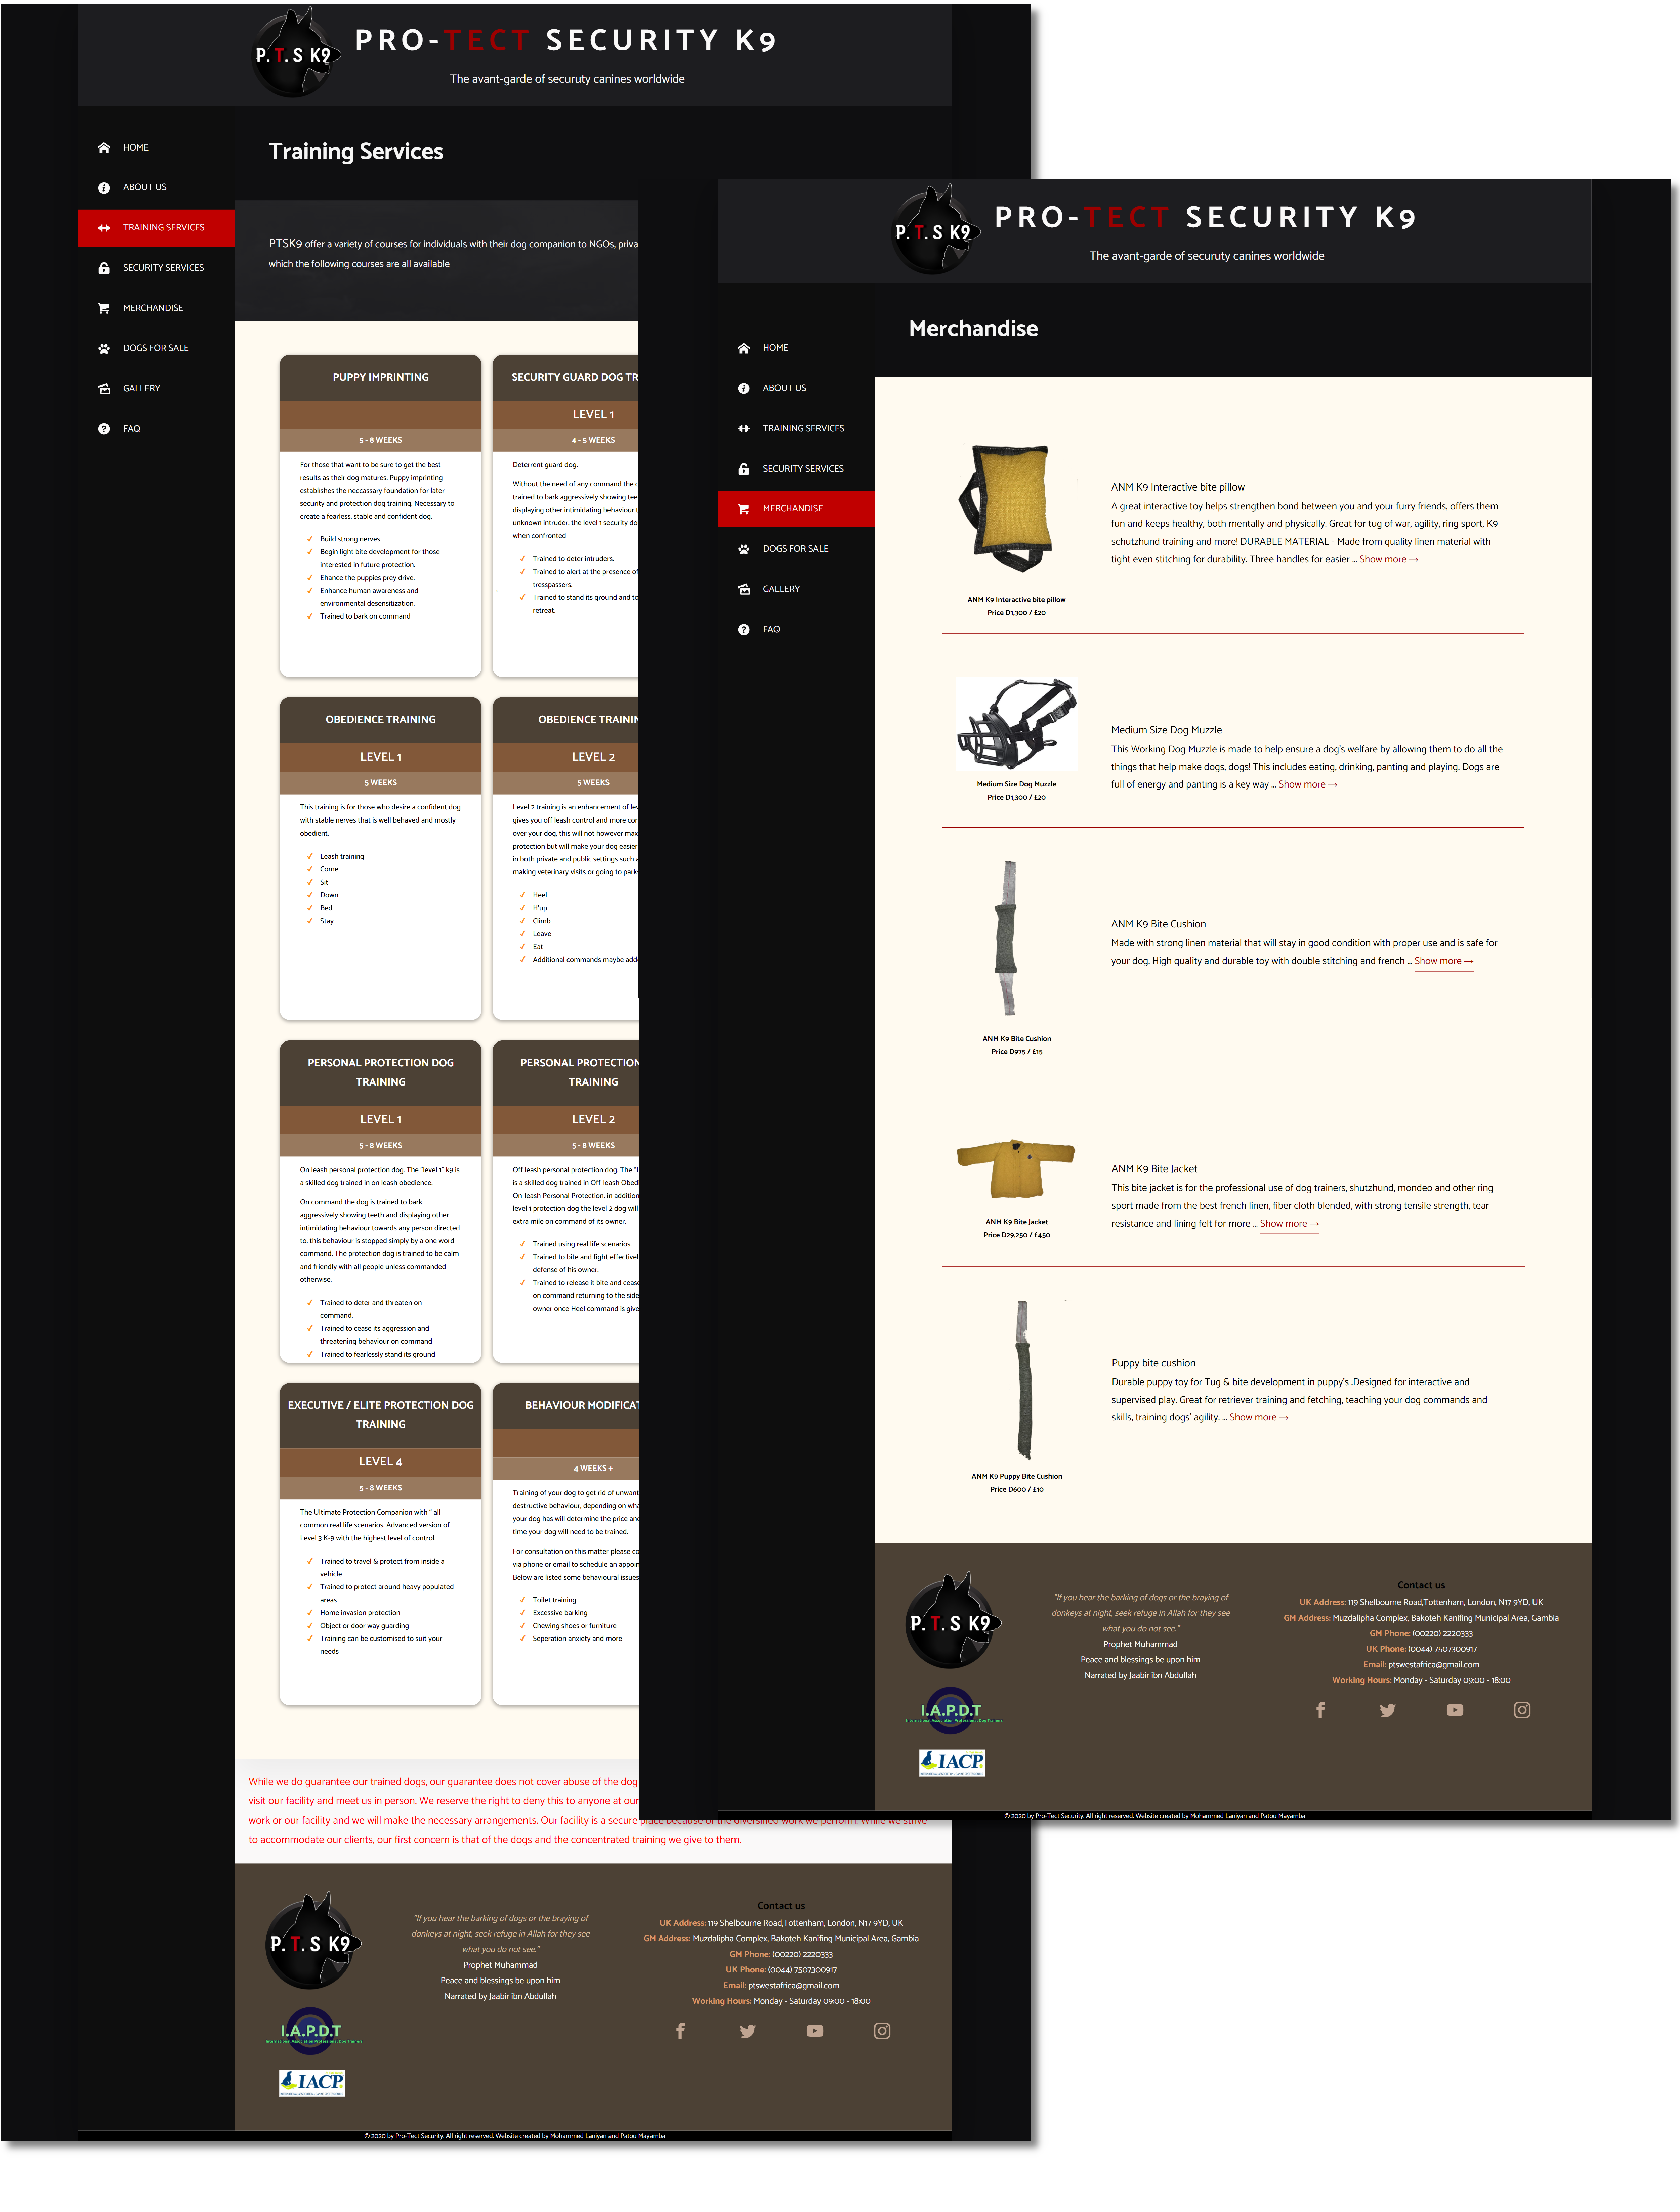 P.T.S K9
PRO-TECT SECURITY K9
The avant-garde of securuty canines worldwide
HOME
ABOUT US
TRAINING SERVICES
SECURITY SERVICES
MERCHANDISE
DOGS FOR SALE
GALLERY
FAQ
Training Services
PTSK9 offer a variety of courses for individuals with their dog companion to NGOs, priva
which the following courses are all available
PUPPY IMPRINTING
5 - 8 WEEKS
For those that want to be sure to get the best
results as their dog matures. Puppy imprinting
establishes the neccassary foundation for later
security and protection dog training. Necessary to
create a fearless, stable and confident dog.
✓ Build strong nerves
✓ Begin light bite development for those
interested in future protection.
✓ Ehance the puppies prey drive.
✓ Enhance human awareness and
environmental desensitization.
✓ Trained to bark on command
SECURITY GUARD DOG TR
LEVEL 1
4 - 5 WEEKS
Deterrent guard dog.
Without the need of any command the d
trained to bark aggressively showing tee
displaying other intimidating behaviour t
unknown intruder. the level 1 security do
when confronted
✓ Trained to deter intruders.
✓ Trained to alert at the presence of
tresspassers.
✓ Trained to stand its ground and to
retreat.
OBEDIENCE TRAINING
LEVEL 1
5 WEEKS
This training is for those who desire a confident dog
with stable nerves that is well behaved and mostly
obedient.
✓ Leash training
✓ Come
✓ Sit
✓ Down
✓ Bed
✓ Stay
OBEDIENCE TRAININ
LEVEL 2
5 WEEKS
Level 2 training is an enhancement of lev
gives you off leash control and more con
over your dog, this will not however max
protection but will make your dog easier
in both private and public settings such a
making veterinary visits or going to park
✓ Heel
✓ H'up
✓ Climb
✓ Leave
✓ Eat
✓ Additional commands maybe adde
PERSONAL PROTECTION DOG
TRAINING
LEVEL 1
5 - 8 WEEKS
On leash personal protection dog. The "level 1" k9 is
a skilled dog trained in on leash obedience.
On command the dog is trained to bark
aggressively showing teeth and displaying other
intimidating behaviour towards any person directed
to. this behaviour is stopped simply by a one word
command. The protection dog is trained to be calm
and friendly with all people unless commanded
otherwise.
✓ Trained to deter and threaten on
command.
✓ Trained to cease its aggression and
threatening behaviour on command
✓ Trained to fearlessly stand its ground
PERSONAL PROTECTION
TRAINING
LEVEL 2
5 - 8 WEEKS
Off leash personal protection dog. The "L
is a skilled dog trained in Off-leash Obed
On-leash Personal Protection. in addition
level 1 protection dog the level 2 dog will
extra mile on command of its owner.
✓ Trained using real life scenarios.
✓ Trained to bite and fight effectivel
defense of his owner.
✓ Trained to release it bite and cease
on command returning to the side
owner once Heel command is give
EXECUTIVE / ELITE PROTECTION DOG
TRAINING
LEVEL 4
5 - 8 WEEKS
The Ultimate Protection Companion with " all
common real life scenarios. Advanced version of
Level 3 K-9 with the highest level of control.
✓ Trained to travel & protect from inside a
vehicle
✓ Trained to protect around heavy populated
areas
✓ Home invasion protection
✓ Object or door way guarding
✓ Training can be customised to suit your
needs
BEHAVIOUR MODIFICAT
4 WEEKS +
Training of your dog to get rid of unwant
destructive behaviour, depending on wha
your dog has will determine the price and
time your dog will need to be trained.
For consultation on this matter please co
via phone or email to schedule an appoin
Below are listed some behavioural issues
✓ Toilet training
✓ Excessive barking
✓ Chewing shoes or furniture
✓ Seperation anxiety and more
While we do guarantee our trained dogs, our guarantee does not cover abuse of the dog
visit our facility and meet us in person. We reserve the right to deny this to anyone at our
work or our facility and we will make the necessary arrangements. Our facility is a secure place because of the diversified work we perform. While we strive
to accommodate our clients, our first concern is that of the dogs and the concentrated training we give to them.
P.T.S K9
I.A.P.D.T
International Association Professional Dog Trainers
IACP
"If you hear the barking of dogs or the braying of
donkeys at night, seek refuge in Allah for they see
what you do not see."
Prophet Muhammad
Peace and blessings be upon him
Narrated by Jaabir ibn Abdullah
Contact us
UK Address: 119 Shelbourne Road,Tottenham, London, N17 9YD, UK
GM Address: Muzdalipha Complex, Bakoteh Kanifing Municipal Area, Gambia
GM Phone: (00220) 2220333
UK Phone: (0044) 7507300917
Email: ptswestafrica@gmail.com
Working Hours: Monday - Saturday 09:00 - 18:00
© 2020 by Pro-Tect Security. All right reserved. Website created by Mohammed Laniyan and Patou Mayamba
P.T.S K9
PRO-TECT SECURITY K9
The avant-garde of securuty canines worldwide
HOME
ABOUT US
TRAINING SERVICES
SECURITY SERVICES
MERCHANDISE
DOGS FOR SALE
GALLERY
FAQ
Merchandise
ANM K9 Interactive bite pillow
Price D1,300 / £20
ANM K9 Interactive bite pillow
A great interactive toy helps strengthen bond between you and your furry friends, offers them
fun and keeps healthy, both mentally and physically. Great for tug of war, agility, ring sport, K9
schutzhund training and more! DURABLE MATERIAL - Made from quality linen material with
tight even stitching for durability. Three handles for easier ... Show more →
Medium Size Dog Muzzle
Price D1,300 / £20
Medium Size Dog Muzzle
This Working Dog Muzzle is made to help ensure a dog's welfare by allowing them to do all the
things that help make dogs, dogs! This includes eating, drinking, panting and playing. Dogs are
full of energy and panting is a key way ... Show more →
ANM K9 Bite Cushion
Price D975 / £15
ANM K9 Bite Cushion
Made with strong linen material that will stay in good condition with proper use and is safe for
your dog. High quality and durable toy with double stitching and french ... Show more →
ANM K9 Bite Jacket
Price D29,250 / £450
ANM K9 Bite Jacket
This bite jacket is for the professional use of dog trainers, shutzhund, mondeo and other ring
sport made from the best french linen, fiber cloth blended, with strong tensile strength, tear
resistance and lining felt for more ... Show more →
ANM K9 Puppy Bite Cushion
Price D600 / £10
Puppy bite cushion
Durable puppy toy for Tug & bite development in puppy's :Designed for interactive and
supervised play. Great for retriever training and fetching, teaching your dog commands and
skills, training dogs' agility. ... Show more →
P.T.S K9
I.A.P.D.T
International Association Professional Dog Trainers
IACP
"If you hear the barking of dogs or the braying of
donkeys at night, seek refuge in Allah for they see
what you do not see."
Prophet Muhammad
Peace and blessings be upon him
Narrated by Jaabir ibn Abdullah
Contact us
UK Address: 119 Shelbourne Road,Tottenham, London, N17 9YD, UK
GM Address: Muzdalipha Complex, Bakoteh Kanifing Municipal Area, Gambia
GM Phone: (00220) 2220333
UK Phone: (0044) 7507300917
Email: ptswestafrica@gmail.com
Working Hours: Monday - Saturday 09:00 - 18:00
© 2020 by Pro-Tect Security. All right reserved. Website created by Mohammed Laniyan and Patou Mayamba